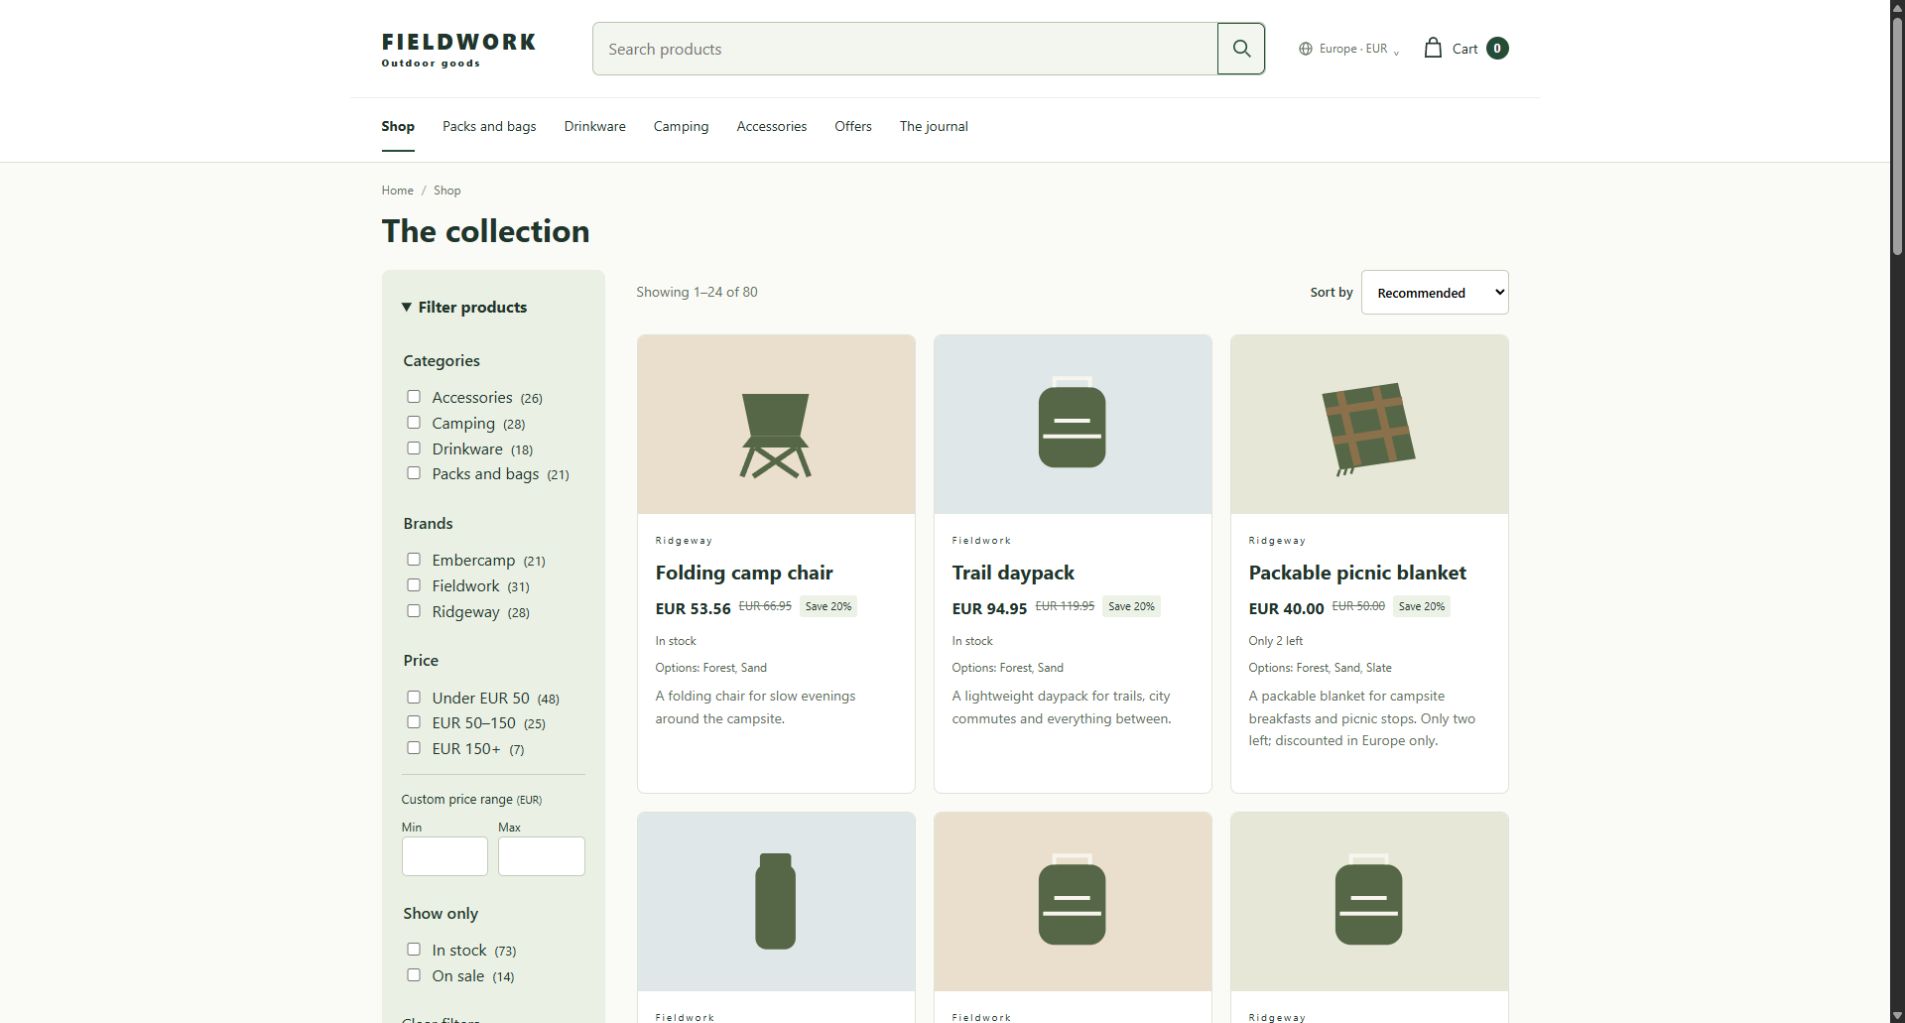 FIELDWORK
Outdoor goods
Search products
Europe · EUR
Cart 0
Shop Packs and bags Drinkware Camping Accessories Offers The journal
Home / Shop
The collection
Filter products
Categories
Accessories (26)
Camping (28)
Drinkware (18)
Packs and bags (21)
Brands
Embercamp (21)
Fieldwork (31)
Ridgeway (28)
Price
Under EUR 50 (48)
EUR 50–150 (25)
EUR 150+ (7)
Custom price range (EUR)
Min Max
Show only
In stock (73)
On sale (14)
Clear filters
Showing 1–24 of 80
Sort by Recommended
Ridgeway
Folding camp chair
EUR 53.56 EUR 66.95 Save 20%
In stock
Options: Forest, Sand
A folding chair for slow evenings
around the campsite.
Fieldwork
Trail daypack
EUR 94.95 EUR 119.95 Save 20%
In stock
Options: Forest, Sand
A lightweight daypack for trails, city
commutes and everything between.
Ridgeway
Packable picnic blanket
EUR 40.00 EUR 50.00 Save 20%
Only 2 left
Options: Forest, Sand, Slate
A packable blanket for campsite
breakfasts and picnic stops. Only two
left; discounted in Europe only.
Fieldwork
Fieldwork
Ridgeway